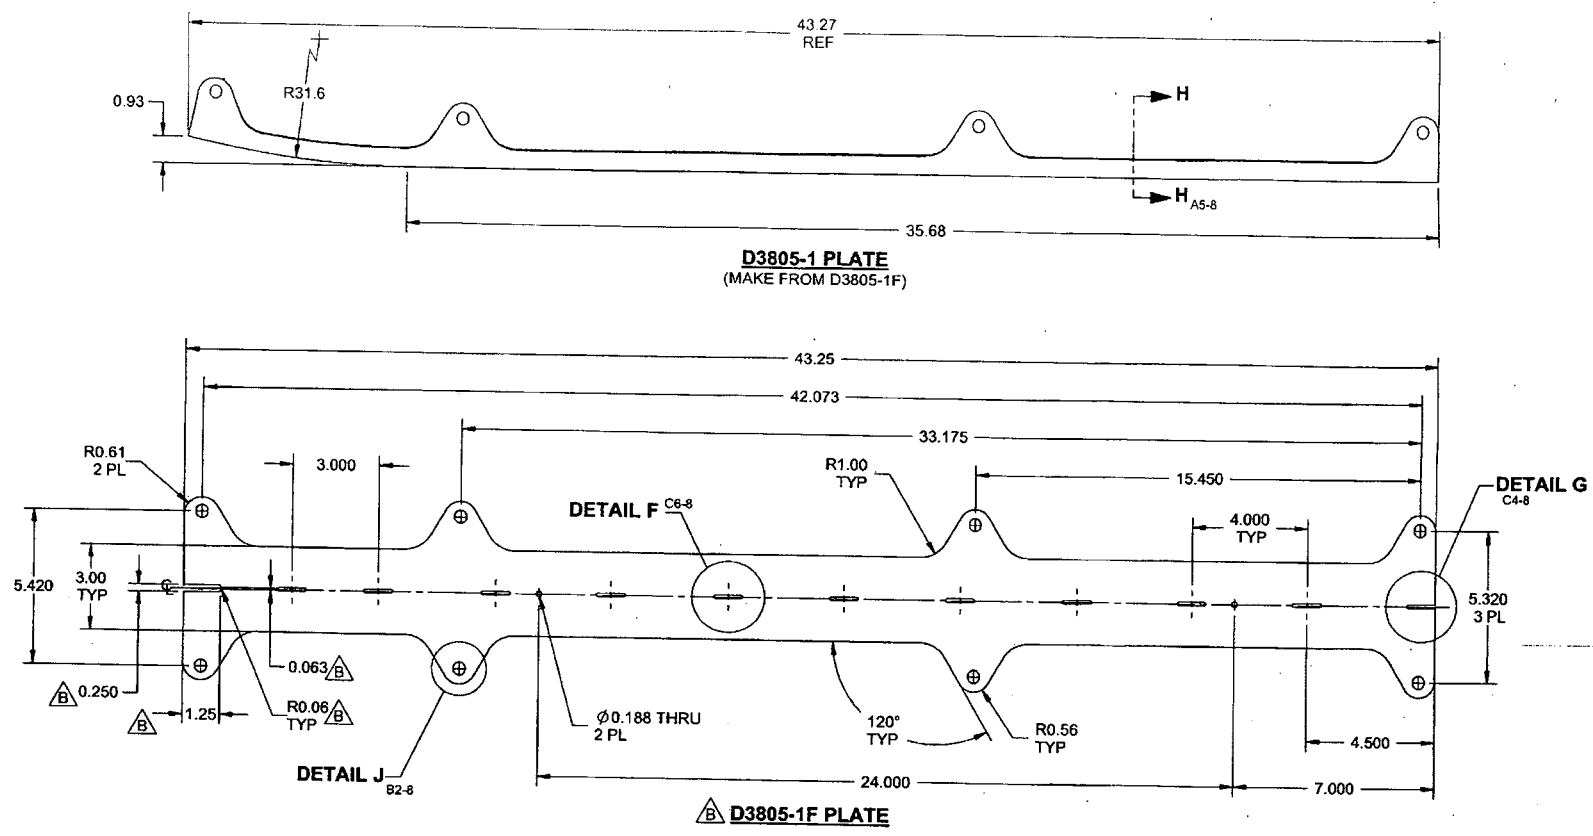 43.27
REF
0.93
R31.6
H
H A5-8
35.68
D3805-1 PLATE
(MAKE FROM D3805-1F)
43.25
42.073
33.175
R0.61
2 PL
3.000
R1.00
TYP
15.450
DETAIL F C6-8
DETAIL G
C4-8
4.000
TYP
5.420
3.00
TYP
CL
5.320
3 PL
0.063 B
B 0.250
B
1.25
R0.06 B
TYP
Ø0.188 THRU
2 PL
120°
TYP
R0.56
TYP
4.500
DETAIL J
B2-8
24.000
7.000
B D3805-1F PLATE